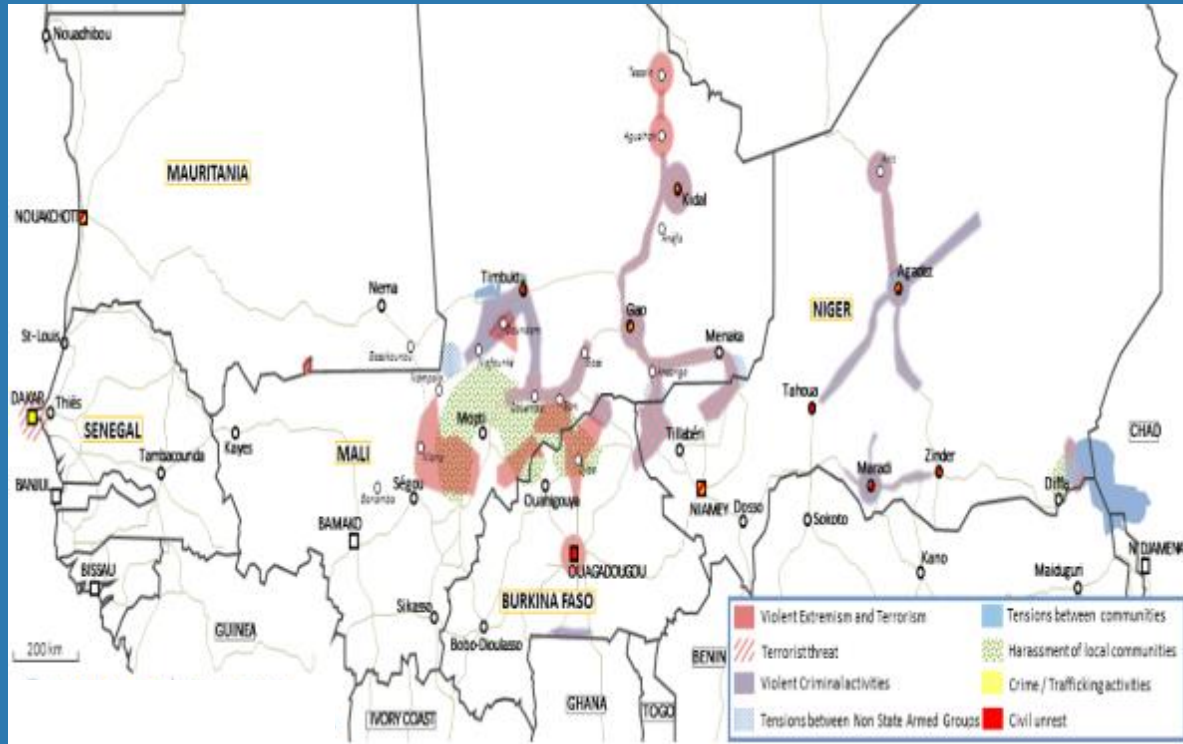 Nouadhibou
MAURITANIA
NOUAKCHOTT
Kidal
Timbuktu
Agadez
Nema
NIGER
Gao
St-Louis
Menaka
DAKAR
Thiès
SENEGAL
Tahoua
Mopti
Kayes
MALI
Tillabéri
CHAD
Tambacounda
Zinder
Maradi
Diffa
BANJUL
Ségou
Ouahigouya
NIAMEY
Dosso
Sokoto
BAMAKO
OUAGADOUGOU
Kano
N'DJAMENA
BISSAU
Maiduguri
Sikasso
BURKINA FASO
GUINEA
Bobo-Dioulasso
200 km
BENIN
GHANA
TOGO
IVORY COAST
Violent Extremism and Terrorism
Terrorist threat
Violent Criminal activities
Tensions between Non State Armed Groups
Tensions between communities
Harassment of local communities
Crime / Trafficking activities
Civil unrest